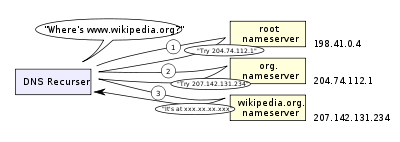 "Where's www.wikipedia.org?"
1
root
nameserver
198.41.0.4
"Try 204.74.112.1"
DNS Recurser
2
org.
nameserver
204.74.112.1
"Try 207.142.131.234"
3
wikipedia.org.
nameserver
207.142.131.234
"It's at xxx.xx.xx.xxx"